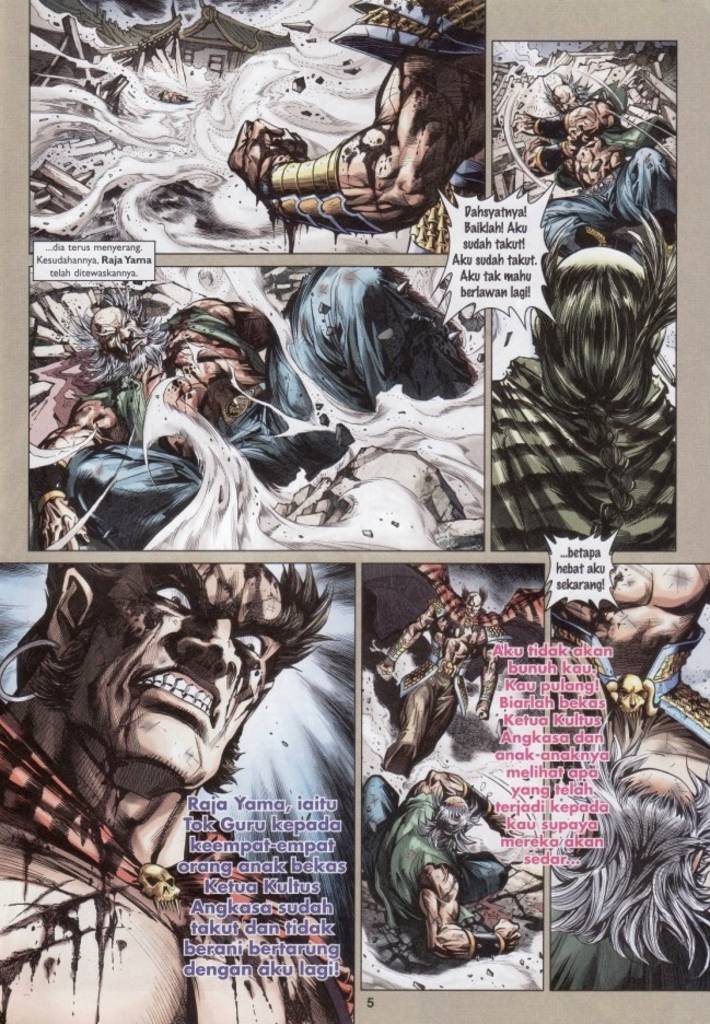 ...dia terus menyerang.
Kesudahannya, Raja Yama
telah ditewaskannya.
Dahsyatnya!
Baiklah! Aku
sudah takut!
Aku sudah takut.
Aku tak mahu
berlawan lagi!
Raja Yama, iaitu
Tok Guru kepada
keempat-empat
orang anak bekas
Ketua Kultus
Angkasa sudah
takut dan tidak
berani bertarung
dengan aku lagi!
Aku tidak akan
bunuh kau.
Kau pulang!
Biarlah bekas
Ketua Kultus
Angkasa dan
anak-anaknya
melihat apa
yang telah
terjadi kepada
kau supaya
mereka akan
sedar...
...betapa
hebat aku
sekarang!
5